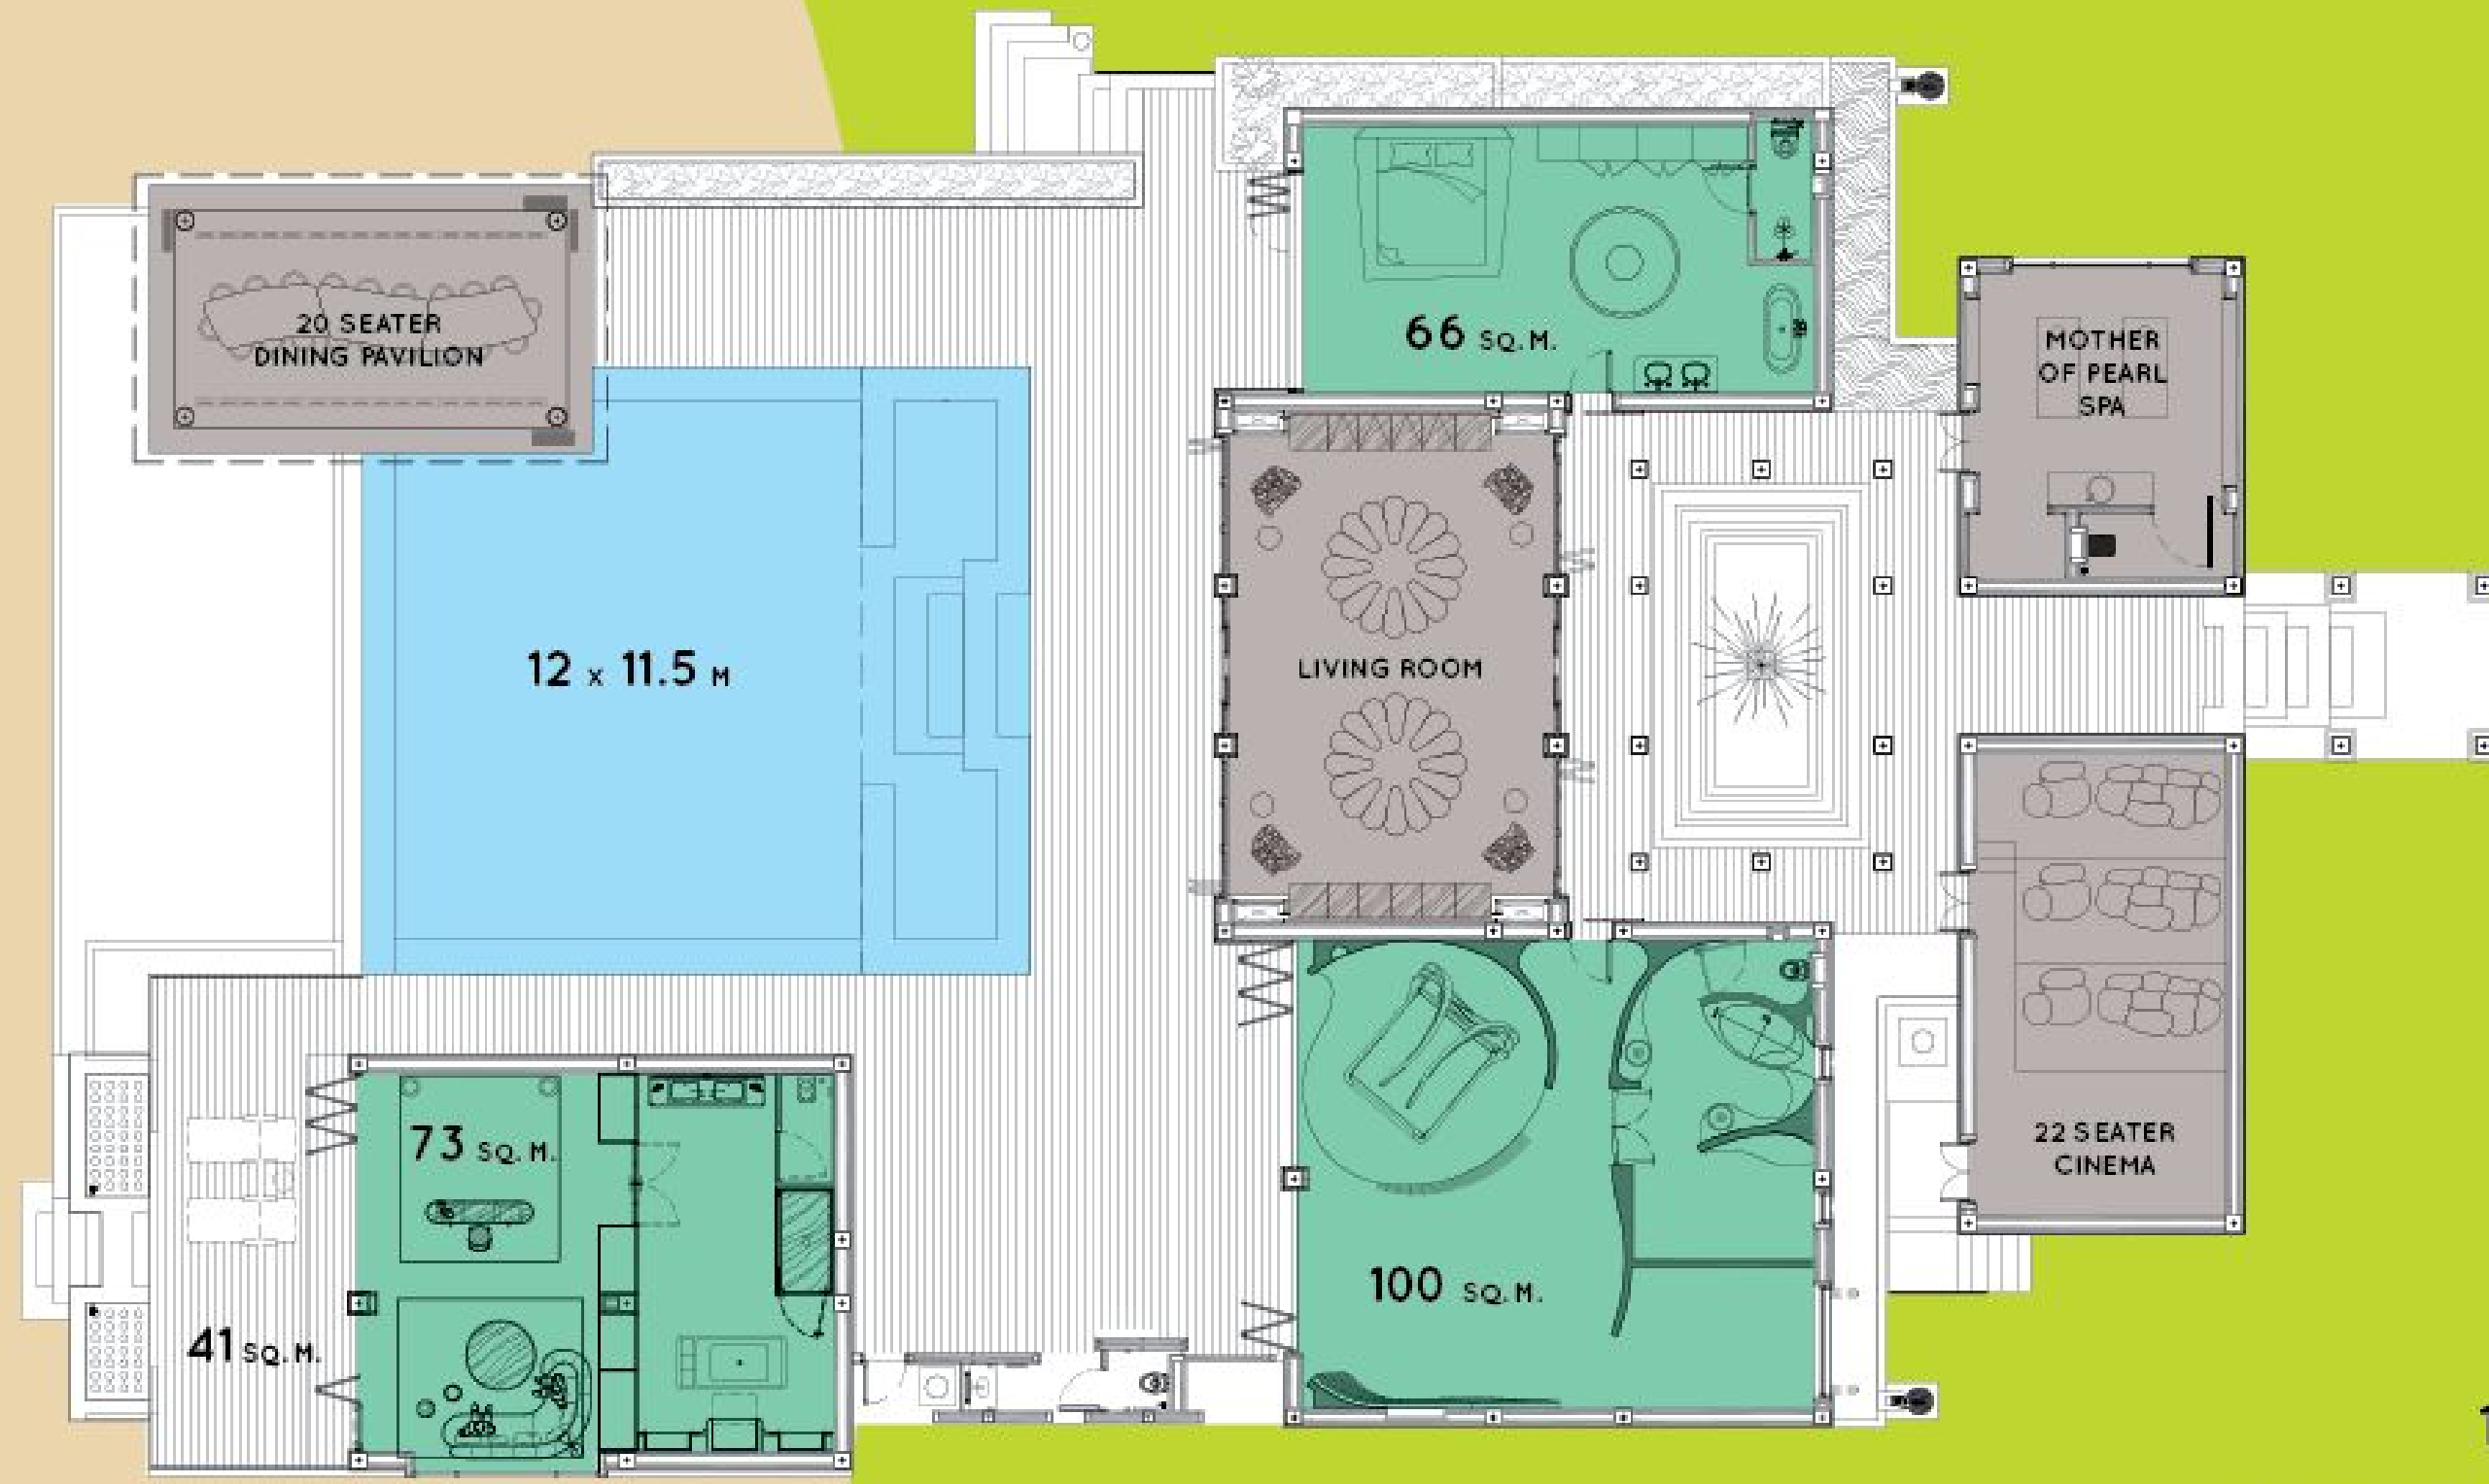 20 SEATER
DINING PAVILION
66 SQ. M.
MOTHER
OF PEARL
SPA
12 x 11.5 M
LIVING ROOM
73 SQ. M.
22 SEATER
CINEMA
100 SQ. M.
41 SQ. M.